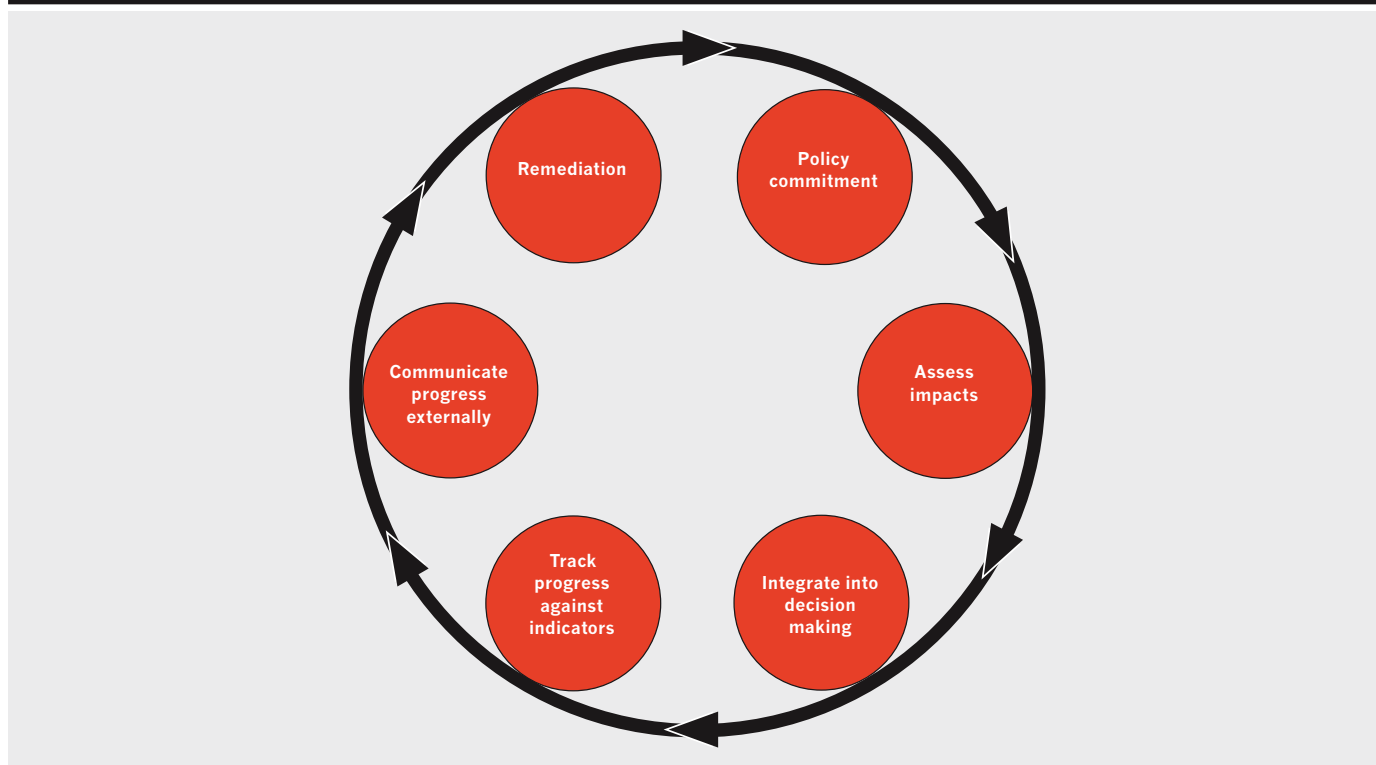 Remediation
Policy
commitment
Communicate
progress
externally
Assess
impacts
Track
progress
against
indicators
Integrate into
decision
making